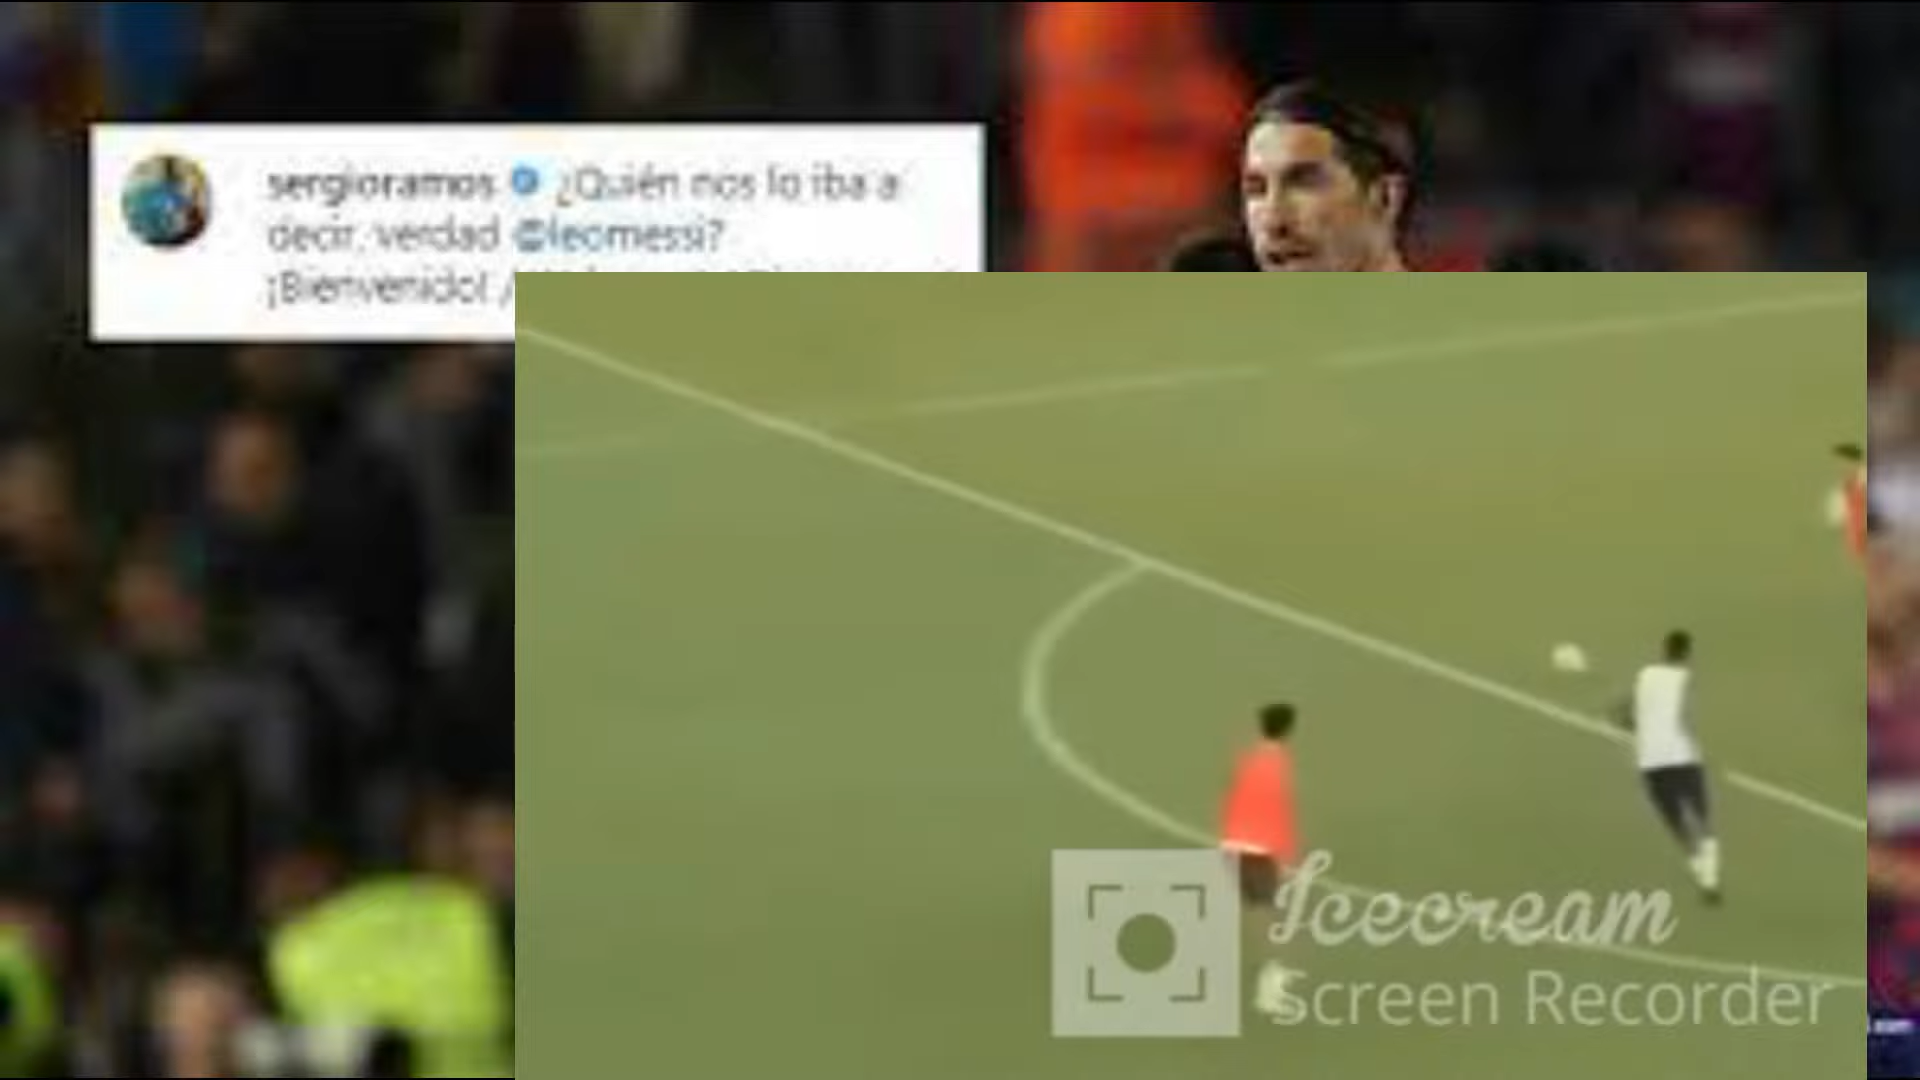 sergioramos ¿Quién nos lo iba a
decir, verdad @leomessi?
¡Bienvenido!
Icecream
Screen Recorder